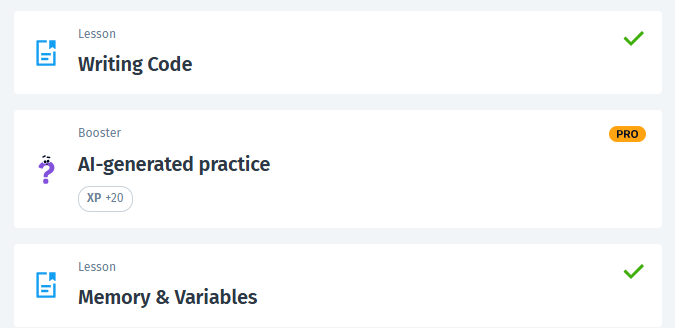 Lesson
Writing Code
Booster
PRO
AI-generated practice
XP +20
Lesson
Memory & Variables